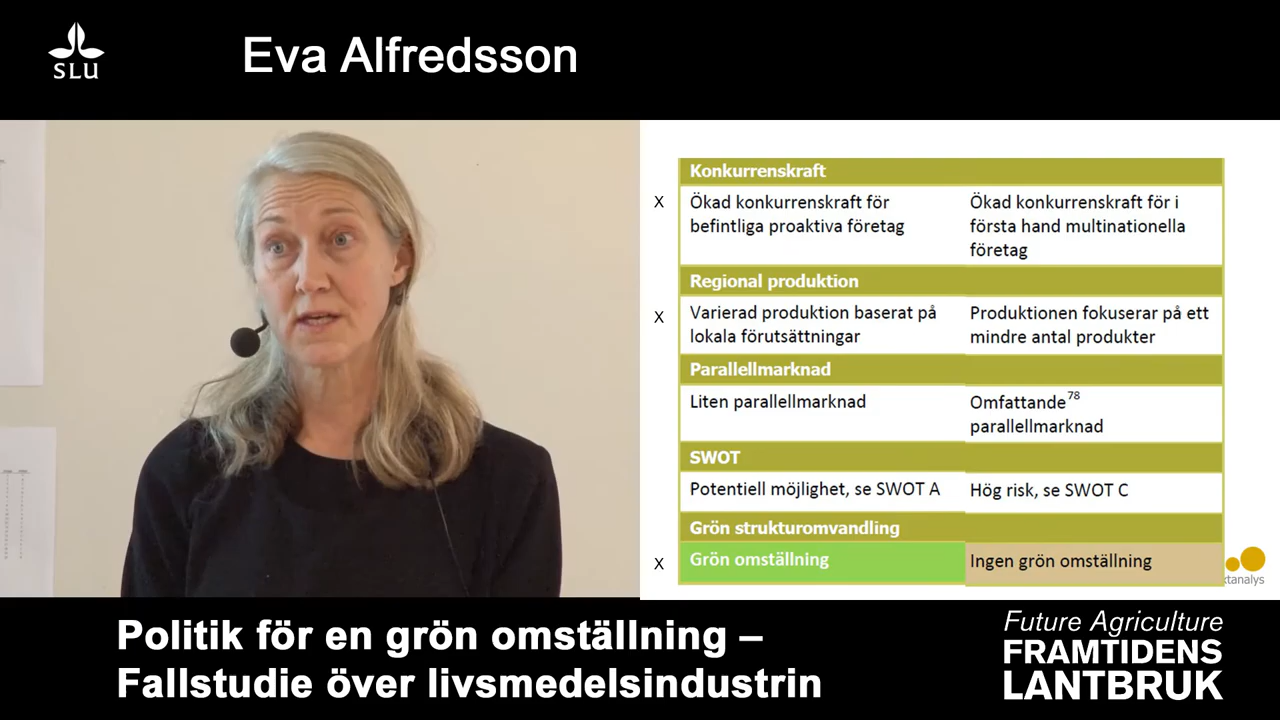 SLU
Eva Alfredsson
Konkurrenskraft
X
Ökad konkurrenskraft för
befintliga proaktiva företag
Ökad konkurrenskraft för i
första hand multinationella
företag
Regional produktion
X
Varierad produktion baserat på
lokala förutsättningar
Produktionen fokuserar på ett
mindre antal produkter
Parallellmarknad
Liten parallellmarknad
Omfattande78
parallellmarknad
SWOT
Potentiell möjlighet, se SWOT A
Hög risk, se SWOT C
Grön strukturomvandling
X
Grön omställning
Ingen grön omställning
Politik för en grön omställning –
Fallstudie över livsmedelsindustrin
Future Agriculture
FRAMTIDENS
LANTBRUK